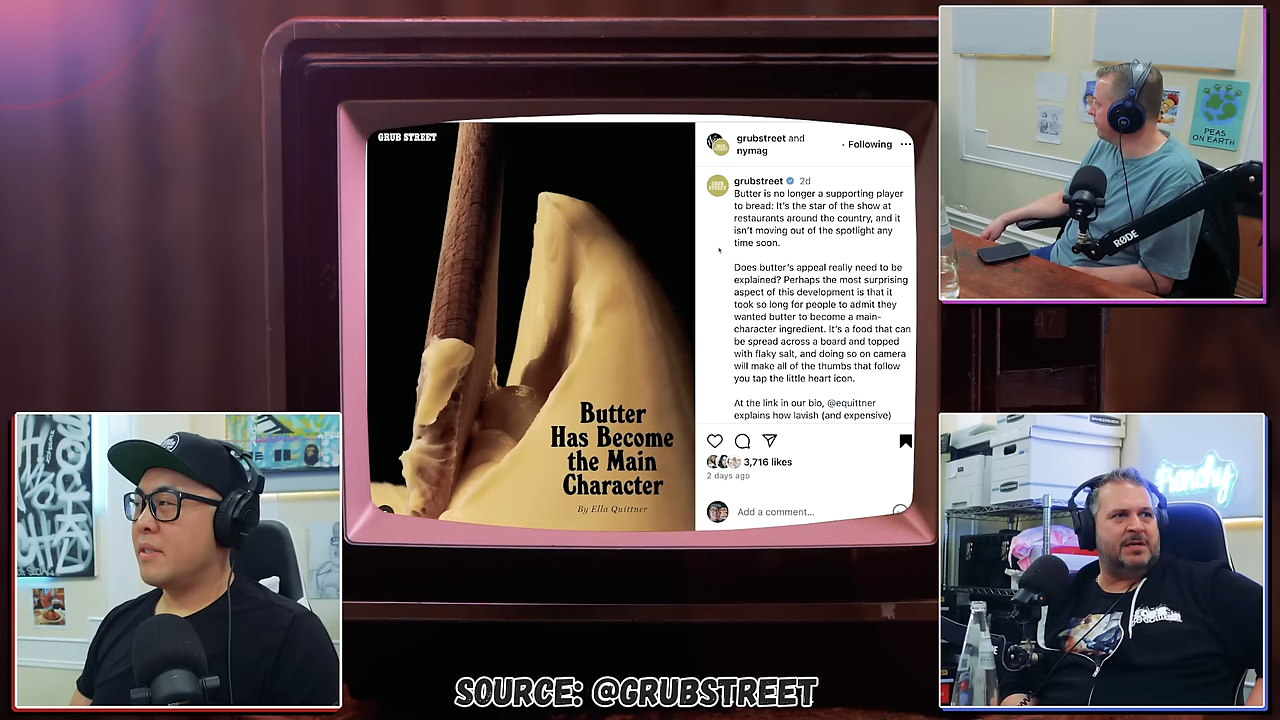 GRUB STREET
Butter
Has Become
the Main
Character
By Ella Quittner
grubstreet and
nymag
· Following ···
grubstreet 2d
Butter is no longer a supporting player
to bread: It's the star of the show at
restaurants around the country, and it
isn't moving out of the spotlight any
time soon.
Does butter's appeal really need to be
explained? Perhaps the most surprising
aspect of this development is that it
took so long for people to admit they
wanted butter to become a main-
character ingredient. It's a food that can
be spread across a board and topped
with flaky salt, and doing so on camera
will make all of the thumbs that follow
you tap the little heart icon.
At the link in our bio, @equittner
explains how lavish (and expensive)
3,716 likes
2 days ago
Add a comment...
PEAS
ON EARTH
RØDE
Frenchy
SOURCE: @GRUBSTREET